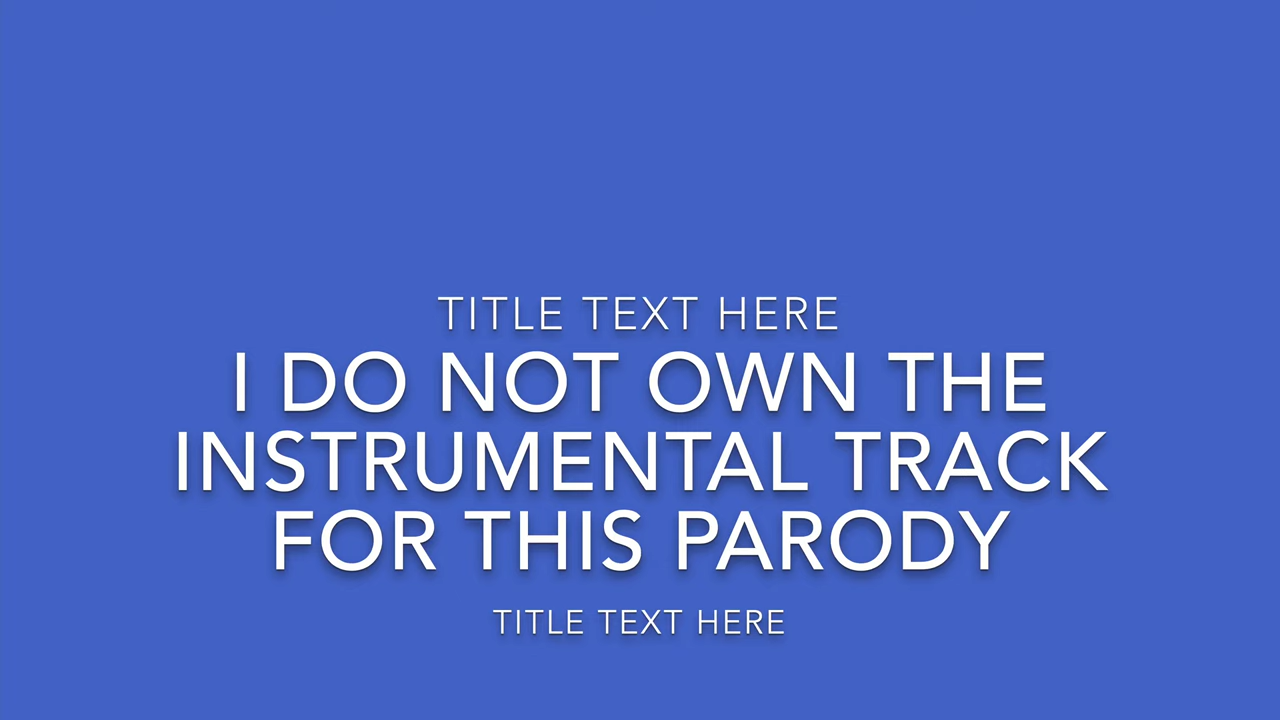 TITLE TEXT HERE
I DO NOT OWN THE
INSTRUMENTAL TRACK
FOR THIS PARODY
TITLE TEXT HERE